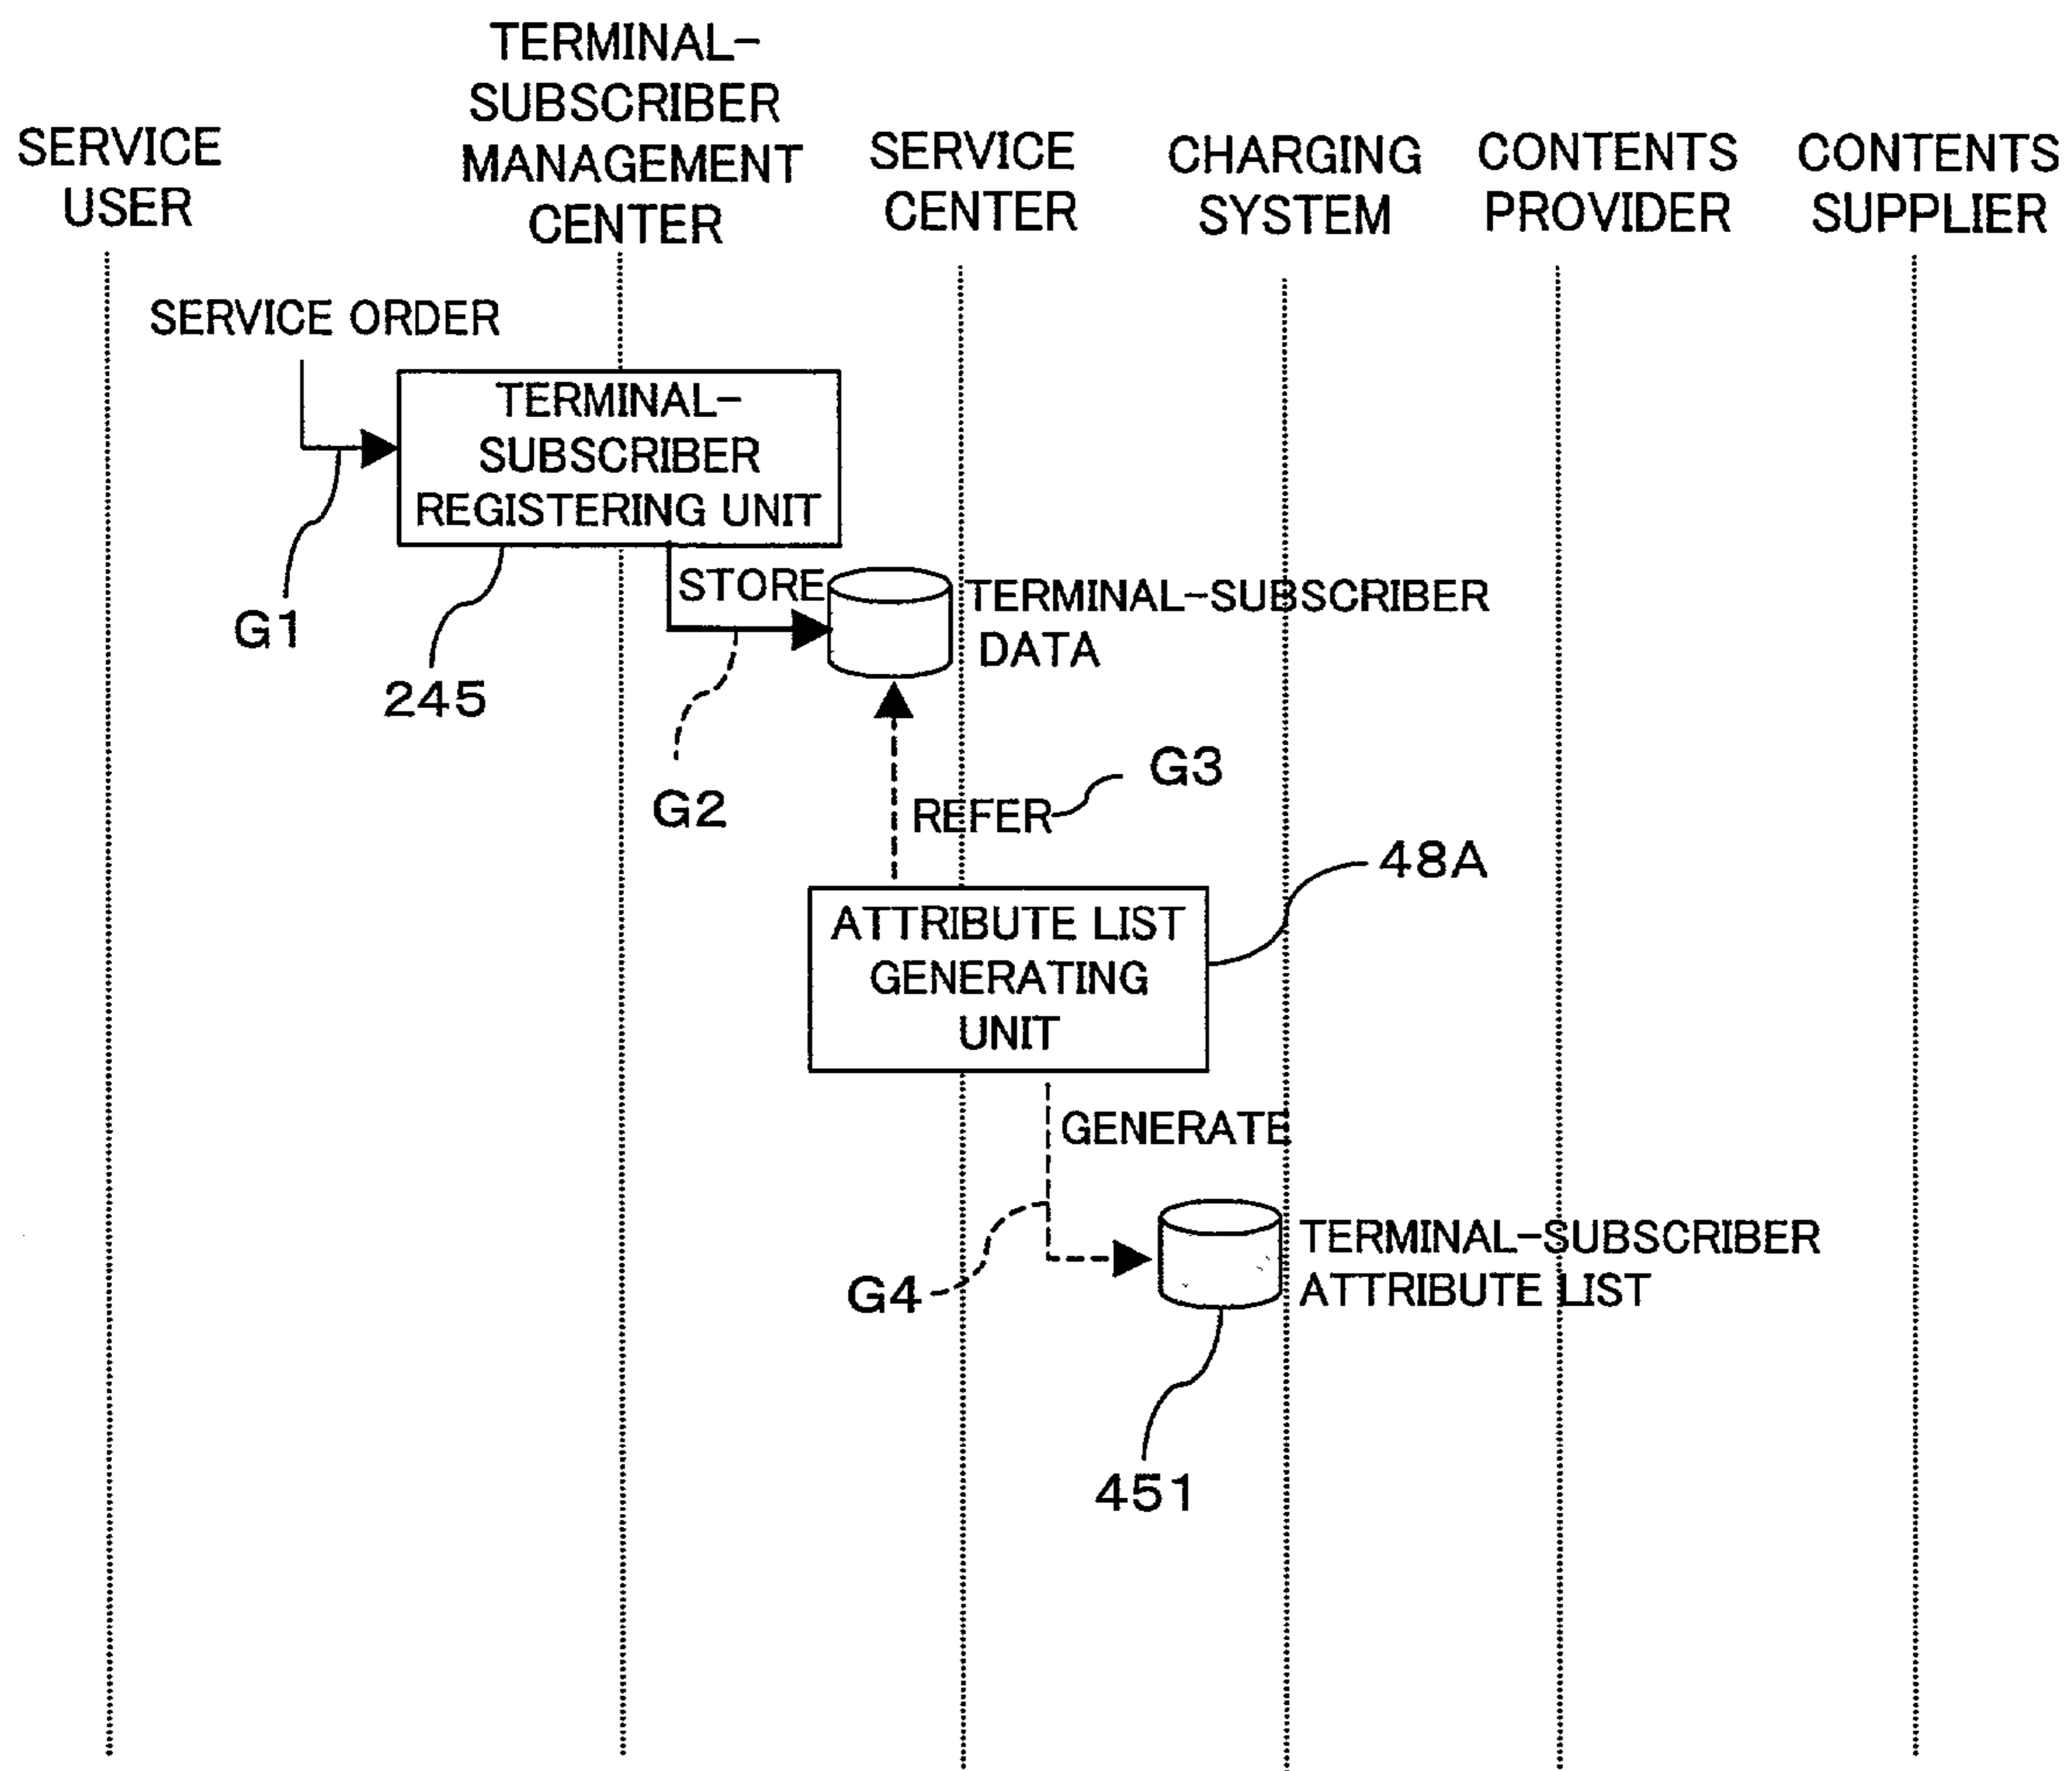 SERVICE
USER
TERMINAL-
SUBSCRIBER
MANAGEMENT
CENTER
SERVICE
CENTER
CHARGING
SYSTEM
CONTENTS
PROVIDER
CONTENTS
SUPPLIER
SERVICE ORDER
TERMINAL-
SUBSCRIBER
REGISTERING UNIT
G1
245
STORE
TERMINAL-SUBSCRIBER
DATA
G2
G3
REFER
48A
ATTRIBUTE LIST
GENERATING
UNIT
GENERATE
G4
TERMINAL-SUBSCRIBER
ATTRIBUTE LIST
451